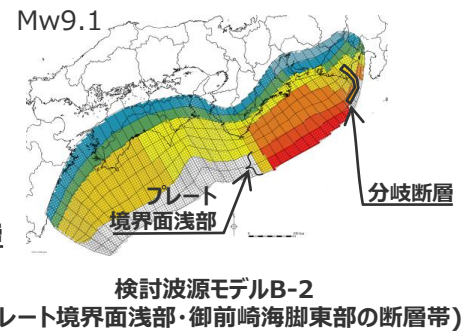 Mw9.1
プレート
境界面浅部
分岐断層
検討波源モデルB-2
レート境界面浅部・御前崎海脚東部の断層帯)